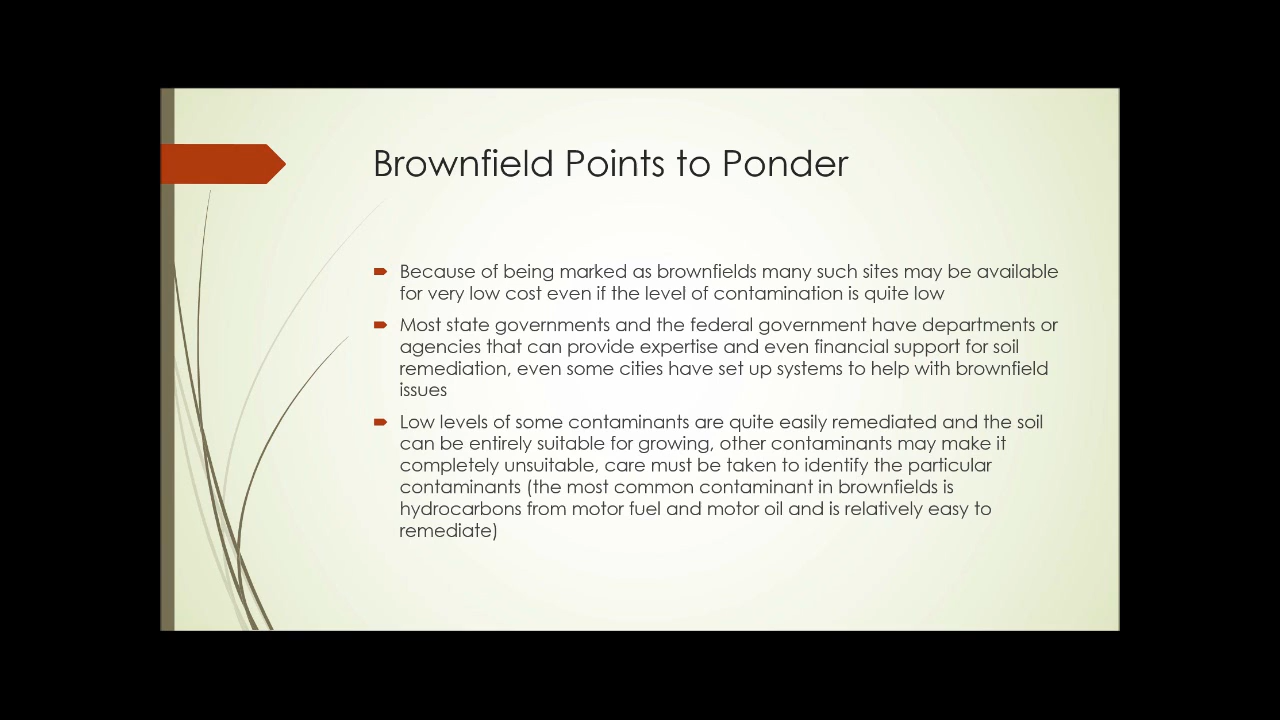 Brownfield Points to Ponder
Because of being marked as brownfields many such sites may be available
for very low cost even if the level of contamination is quite low
Most state governments and the federal government have departments or
agencies that can provide expertise and even financial support for soil
remediation, even some cities have set up systems to help with brownfield
issues
Low levels of some contaminants are quite easily remediated and the soil
can be entirely suitable for growing, other contaminants may make it
completely unsuitable, care must be taken to identify the particular
contaminants (the most common contaminant in brownfields is
hydrocarbons from motor fuel and motor oil and is relatively easy to
remediate)